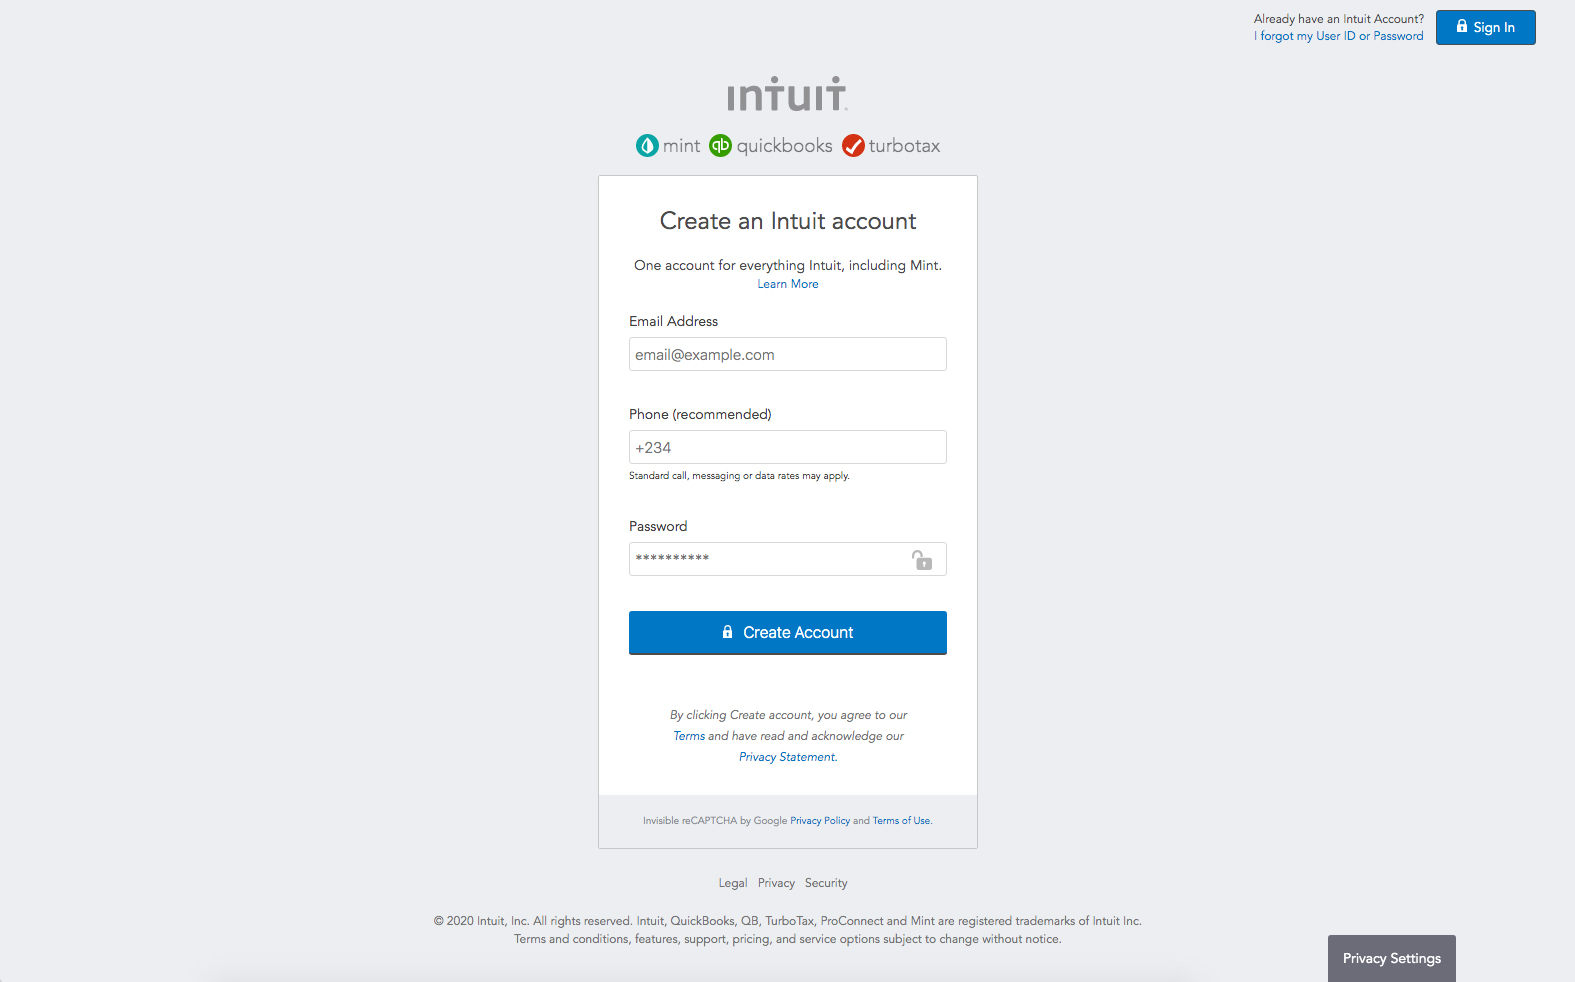 Already have an Intuit Account?
I forgot my User ID or Password
Sign In
intuit
mint
qb
quickbooks
turbotax
Create an Intuit account
One account for everything Intuit, including Mint.
Learn More
Email Address
email@example.com
Phone (recommended)
+234
Standard call, messaging or data rates may apply.
Password
**********
Create Account
By clicking Create account, you agree to our
Terms and have read and acknowledge our
Privacy Statement.
Invisible reCAPTCHA by Google Privacy Policy and Terms of Use.
Legal Privacy Security
© 2020 Intuit, Inc. All rights reserved. Intuit, QuickBooks, QB, TurboTax, ProConnect and Mint are registered trademarks of Intuit Inc.
Terms and conditions, features, support, pricing, and service options subject to change without notice.
Privacy Settings